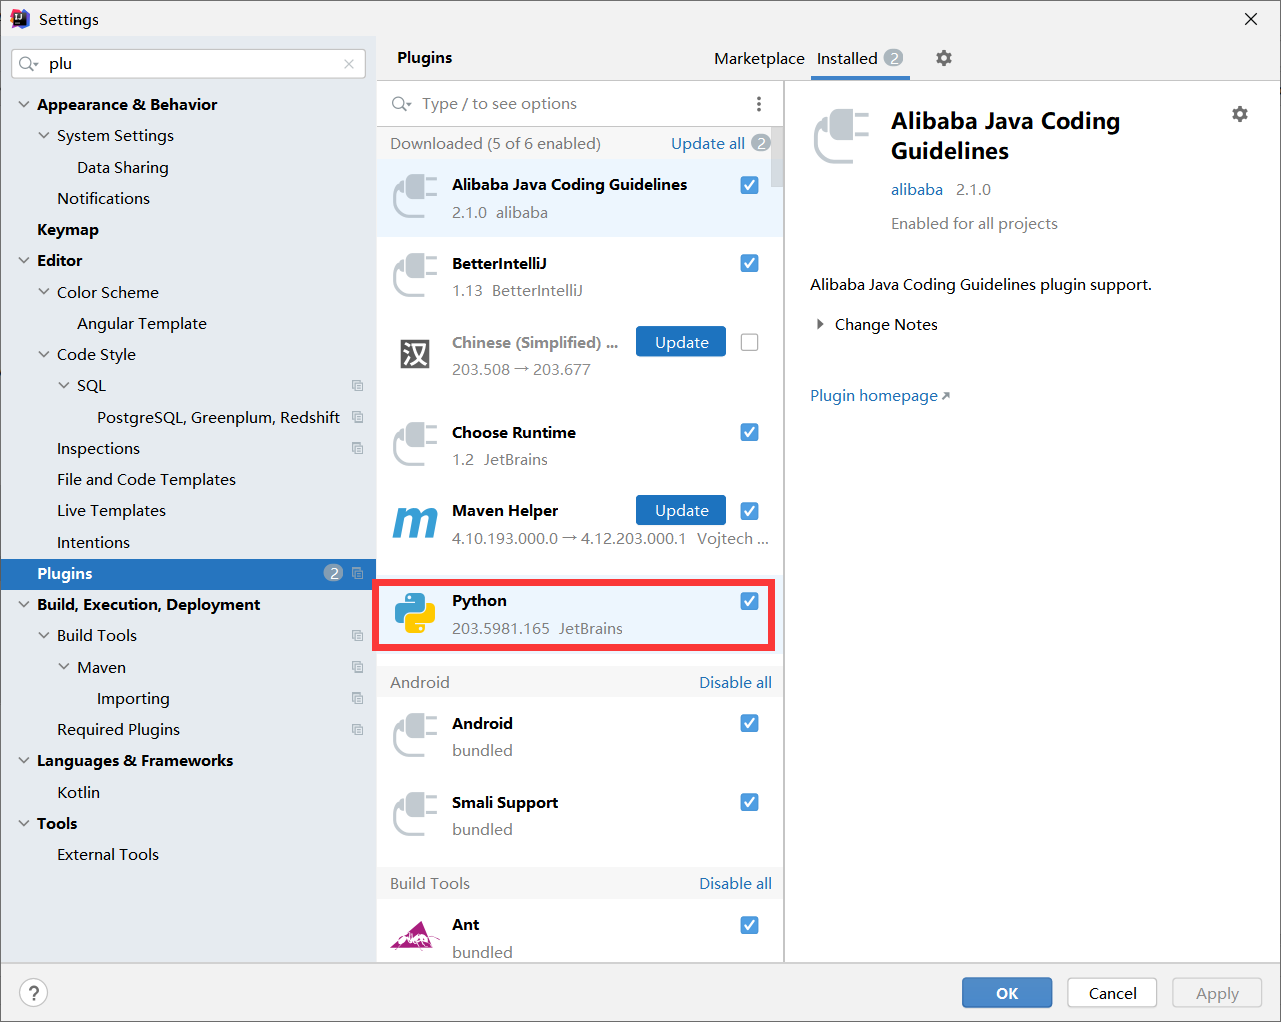 Settings
plu
Appearance & Behavior
System Settings
Data Sharing
Notifications
Keymap
Editor
Color Scheme
Angular Template
Code Style
SQL
PostgreSQL, Greenplum, Redshift
Inspections
File and Code Templates
Live Templates
Intentions
Plugins 2
Build, Execution, Deployment
Build Tools
Maven
Importing
Required Plugins
Languages & Frameworks
Kotlin
Tools
External Tools
Plugins Marketplace Installed 2
Type / to see options
Downloaded (5 of 6 enabled) Update all 2
Alibaba Java Coding Guidelines
2.1.0 alibaba
BetterIntelliJ
1.13 BetterIntelliJ
汉 Chinese (Simplified) ... Update
203.508 → 203.677
Choose Runtime
1.2 JetBrains
m Maven Helper Update
4.10.193.000.0 → 4.12.203.000.1 Vojtech ...
Python
203.5981.165 JetBrains
Android Disable all
Android
bundled
Smali Support
bundled
Build Tools Disable all
Ant
bundled
Alibaba Java Coding
Guidelines
alibaba 2.1.0
Enabled for all projects
Alibaba Java Coding Guidelines plugin support.
Change Notes
Plugin homepage
? OK Cancel Apply